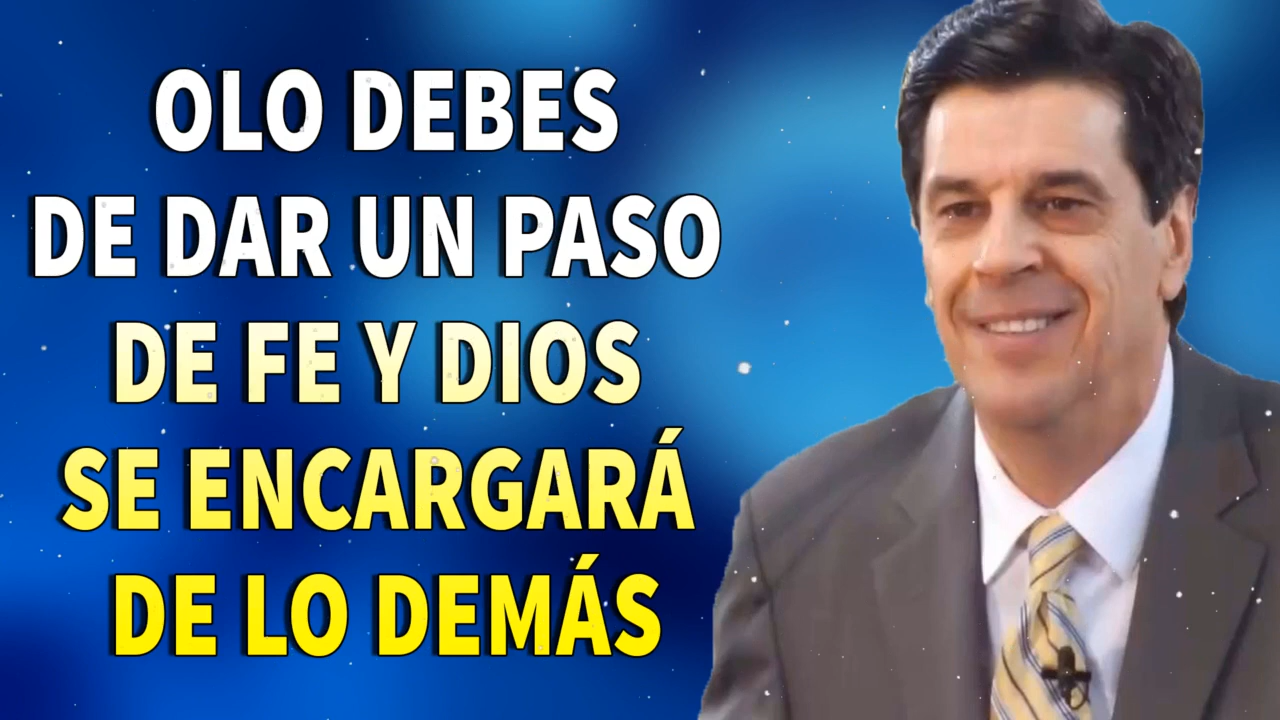 OLO DEBES
DE DAR UN PASO
DE FE Y DIOS
SE ENCARGARÁ
DE LO DEMÁS